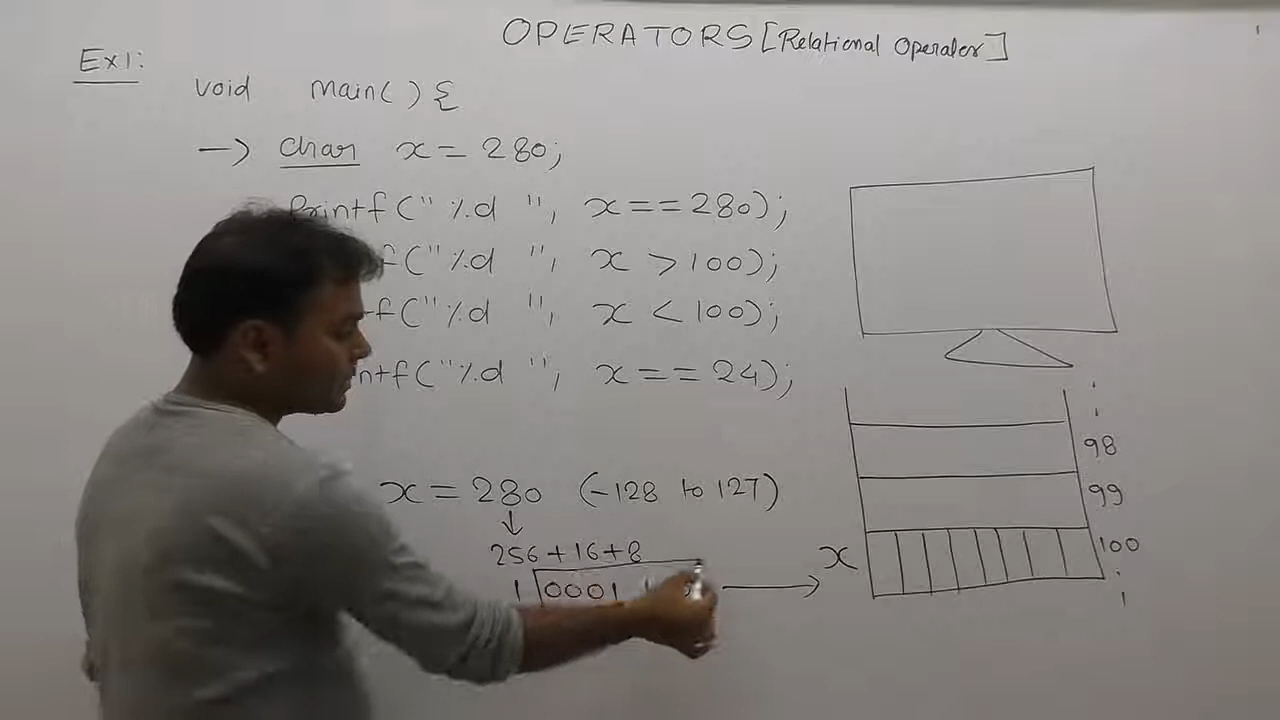 OPERATORS [Relational Operator]
Ex1:
void main() {
→ char x = 280;
Printf("%d ", x==280);
f("%d ", x >100);
f("%d ", x <100);
ntf("%d ", x == 24);
x = 280 (-128 to 127)
↓
256+16+8
1 0001
x
98
99
100